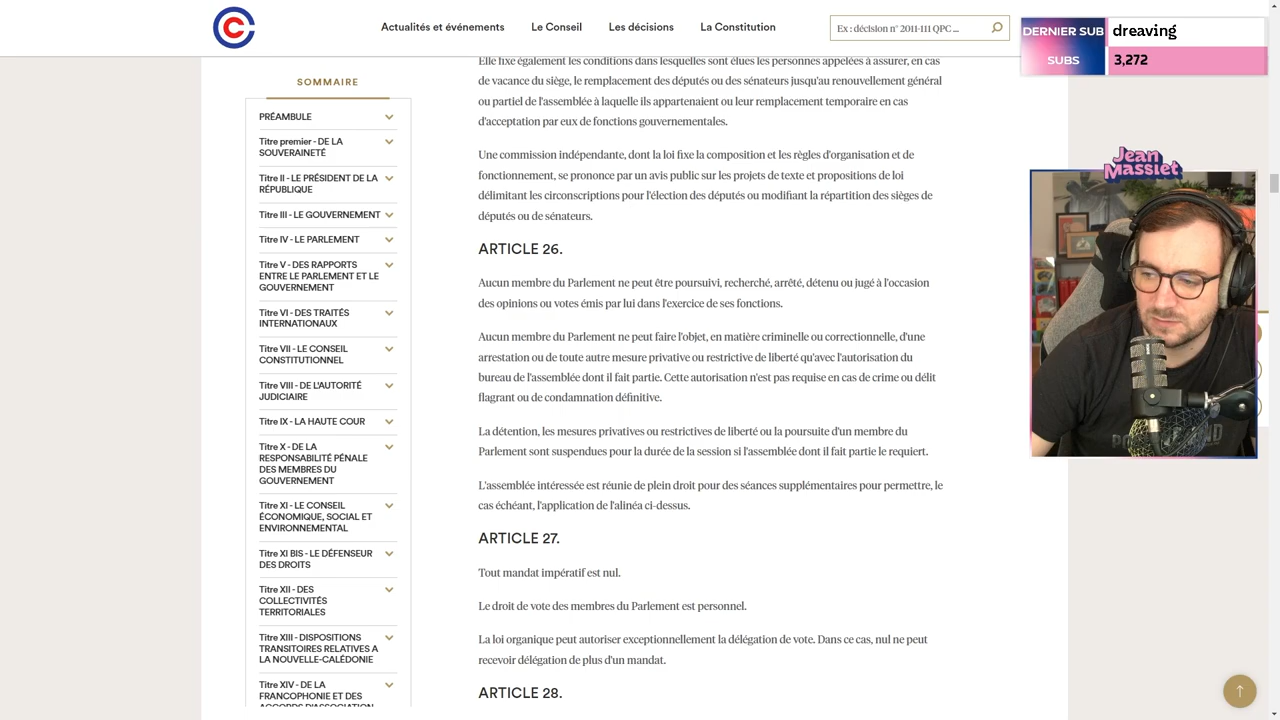 Actualités et événements
Le Conseil
Les décisions
La Constitution
Ex : décision n° 2011-111 QPC ...
DERNIER SUB
dreaving
SUBS
3,272
Jean
Massiet
SOMMAIRE
PRÉAMBULE
Titre premier - DE LA
SOUVERAINETÉ
Titre II - LE PRÉSIDENT DE LA
RÉPUBLIQUE
Titre III - LE GOUVERNEMENT
Titre IV - LE PARLEMENT
Titre V - DES RAPPORTS
ENTRE LE PARLEMENT ET LE
GOUVERNEMENT
Titre VI - DES TRAITÉS
INTERNATIONAUX
Titre VII - LE CONSEIL
CONSTITUTIONNEL
Titre VIII - DE L'AUTORITÉ
JUDICIAIRE
Titre IX - LA HAUTE COUR
Titre X - DE LA
RESPONSABILITÉ PÉNALE
DES MEMBRES DU
GOUVERNEMENT
Titre XI - LE CONSEIL
ÉCONOMIQUE, SOCIAL ET
ENVIRONNEMENTAL
Titre XI BIS - LE DÉFENSEUR
DES DROITS
Titre XII - DES
COLLECTIVITÉS
TERRITORIALES
Titre XIII - DISPOSITIONS
TRANSITOIRES RELATIVES A
LA NOUVELLE-CALÉDONIE
Titre XIV - DE LA
FRANCOPHONIE ET DES
ACCORDS D'ASSOCIATION
Elle fixe également les conditions dans lesquelles sont élues les personnes appelées à assurer, en cas
de vacance du siège, le remplacement des députés ou des sénateurs jusqu'au renouvellement général
ou partiel de l'assemblée à laquelle ils appartenaient ou leur remplacement temporaire en cas
d'acceptation par eux de fonctions gouvernementales.
Une commission indépendante, dont la loi fixe la composition et les règles d'organisation et de
fonctionnement, se prononce par un avis public sur les projets de texte et propositions de loi
délimitant les circonscriptions pour l'élection des députés ou modifiant la répartition des sièges de
députés ou de sénateurs.
ARTICLE 26.
Aucun membre du Parlement ne peut être poursuivi, recherché, arrêté, détenu ou jugé à l'occasion
des opinions ou votes émis par lui dans l'exercice de ses fonctions.
Aucun membre du Parlement ne peut faire l'objet, en matière criminelle ou correctionnelle, d'une
arrestation ou de toute autre mesure privative ou restrictive de liberté qu'avec l'autorisation du
bureau de l'assemblée dont il fait partie. Cette autorisation n'est pas requise en cas de crime ou délit
flagrant ou de condamnation définitive.
La détention, les mesures privatives ou restrictives de liberté ou la poursuite d'un membre du
Parlement sont suspendues pour la durée de la session si l'assemblée dont il fait partie le requiert.
L'assemblée intéressée est réunie de plein droit pour des séances supplémentaires pour permettre, le
cas échéant, l'application de l'alinéa ci-dessus.
ARTICLE 27.
Tout mandat impératif est nul.
Le droit de vote des membres du Parlement est personnel.
La loi organique peut autoriser exceptionnellement la délégation de vote. Dans ce cas, nul ne peut
recevoir délégation de plus d'un mandat.
ARTICLE 28.